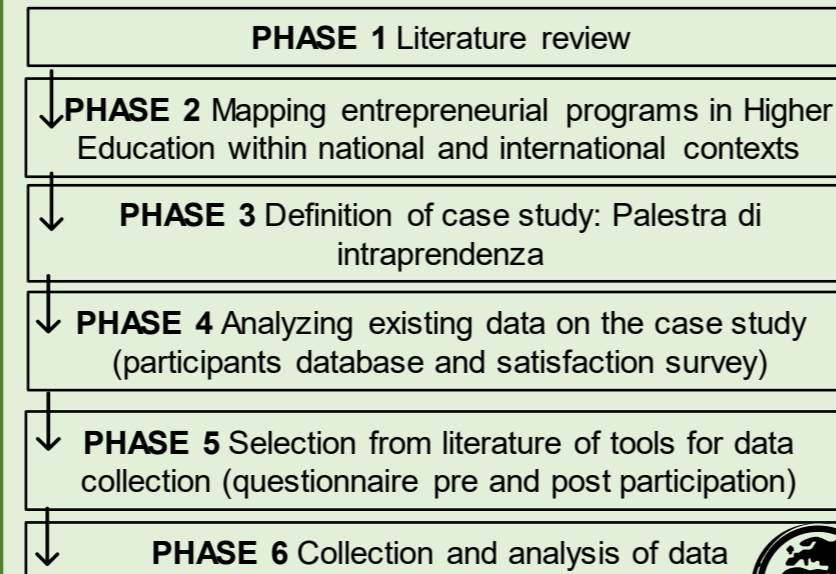 PHASE 1 Literature review
PHASE 2 Mapping entrepreneurial programs in Higher
Education within national and international contexts
PHASE 3 Definition of case study: Palestra di
intraprendenza
PHASE 4 Analyzing existing data on the case study
(participants database and satisfaction survey)
PHASE 5 Selection from literature of tools for data
collection (questionnaire pre and post participation)
PHASE 6 Collection and analysis of data